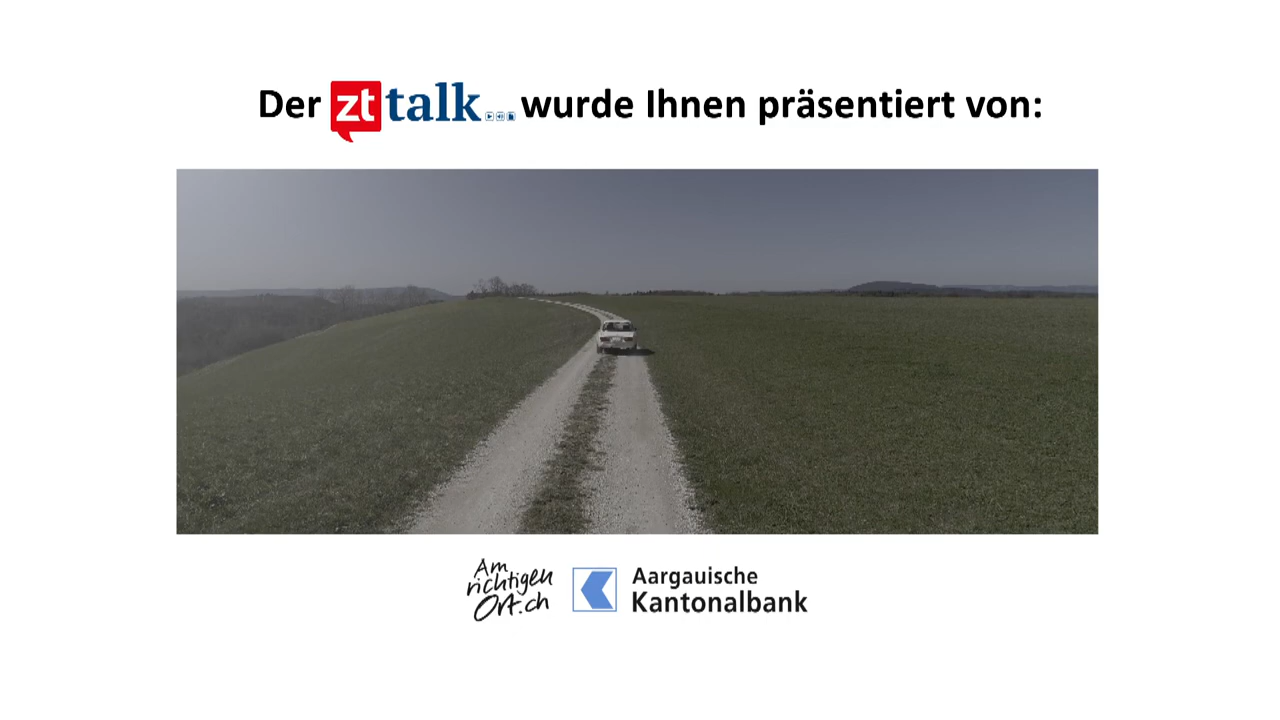 Der zt talk... wurde Ihnen präsentiert von:
Am richtigen Ort.ch
Aargauische
Kantonalbank